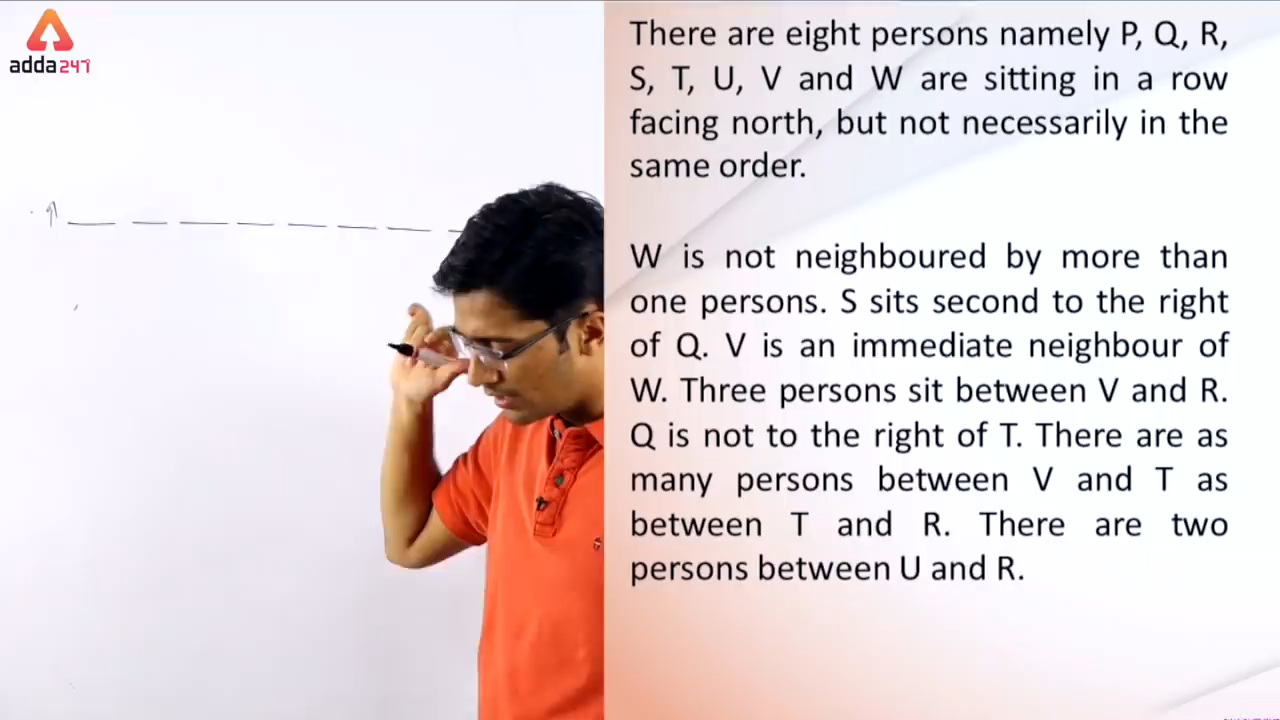 adda247
There are eight persons namely P, Q, R,
S, T, U, V and W are sitting in a row
facing north, but not necessarily in the
same order.
W is not neighboured by more than
one persons. S sits second to the right
of Q. V is an immediate neighbour of
W. Three persons sit between V and R.
Q is not to the right of T. There are as
many persons between V and T as
between T and R. There are two
persons between U and R.